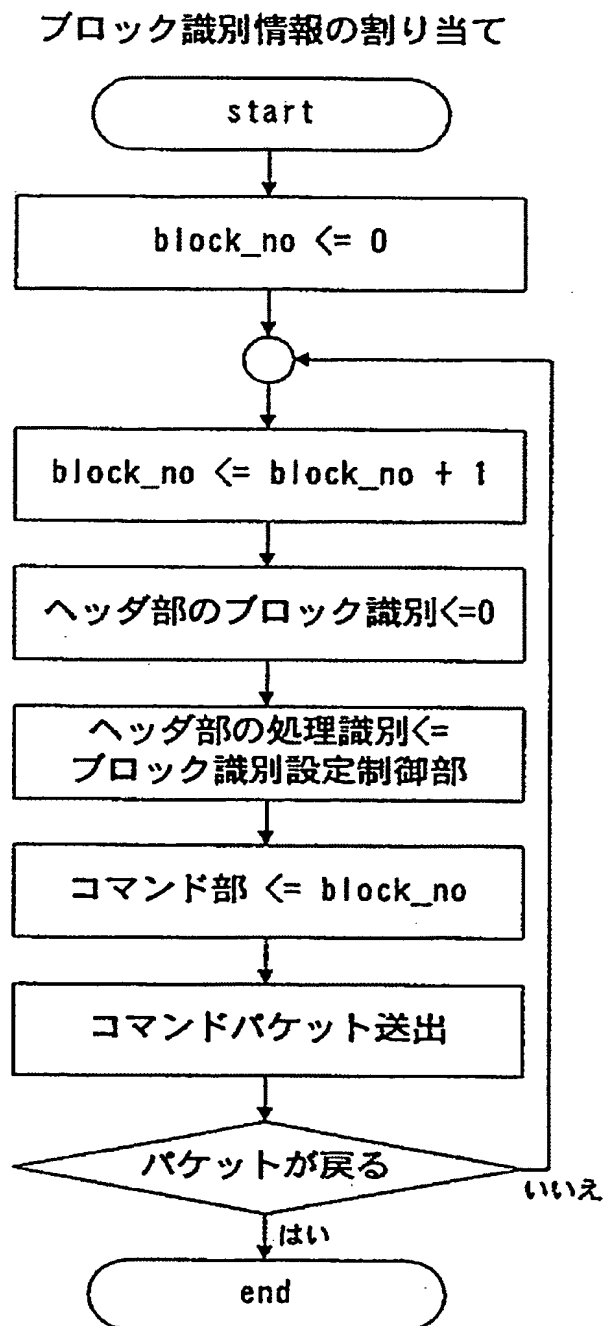 ブロック識別情報の割り当て
start
block_no <= 0
block_no <= block_no + 1
ヘッダ部のブロック識別<=0
ヘッダ部の処理識別<=
ブロック識別設定制御部
コマンド部 <= block_no
コマンドパケット送出
パケットが戻る
いいえ
はい
end